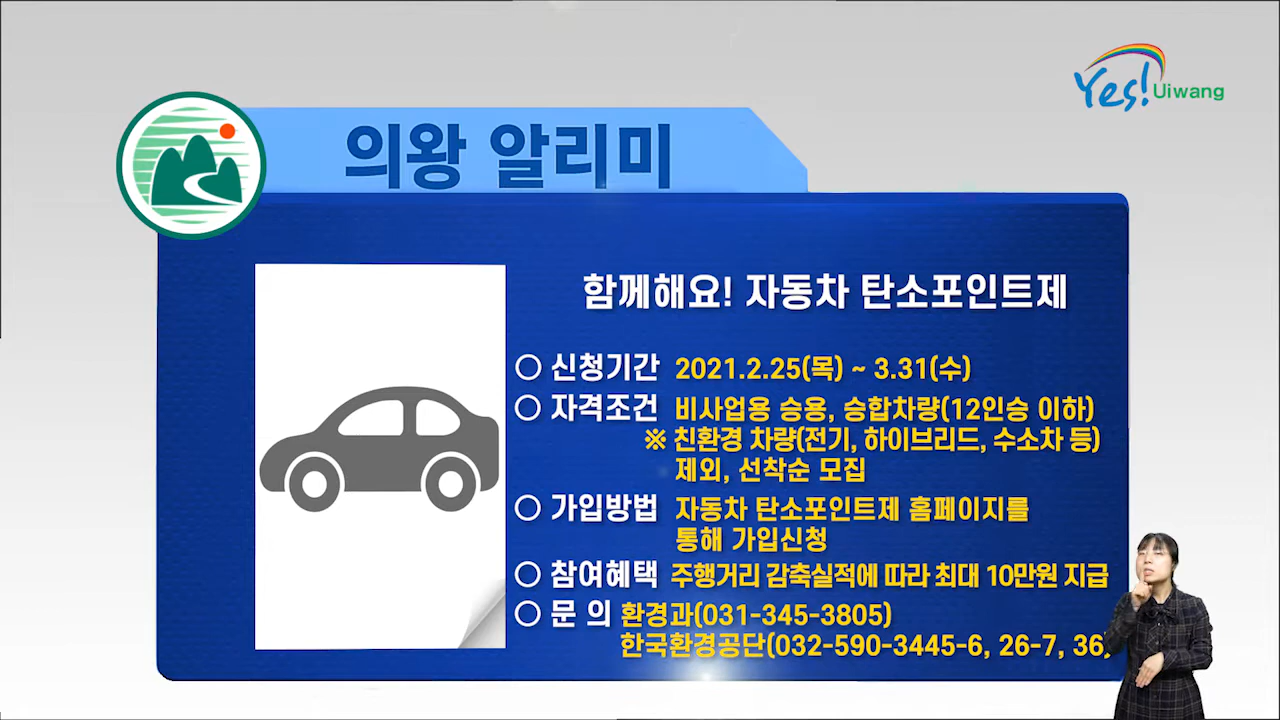 Yes! Uiwang
의왕 알리미
함께해요! 자동차 탄소포인트제
○ 신청기간 2021.2.25(목) ~ 3.31(수)
○ 자격조건 비사업용 승용, 승합차량(12인승 이하)
※ 친환경 차량(전기, 하이브리드, 수소차 등)
제외, 선착순 모집
○ 가입방법 자동차 탄소포인트제 홈페이지를
통해 가입신청
○ 참여혜택 주행거리 감축실적에 따라 최대 10만원 지급
○ 문 의 환경과(031-345-3805)
한국환경공단(032-590-3445-6, 26-7, 36)